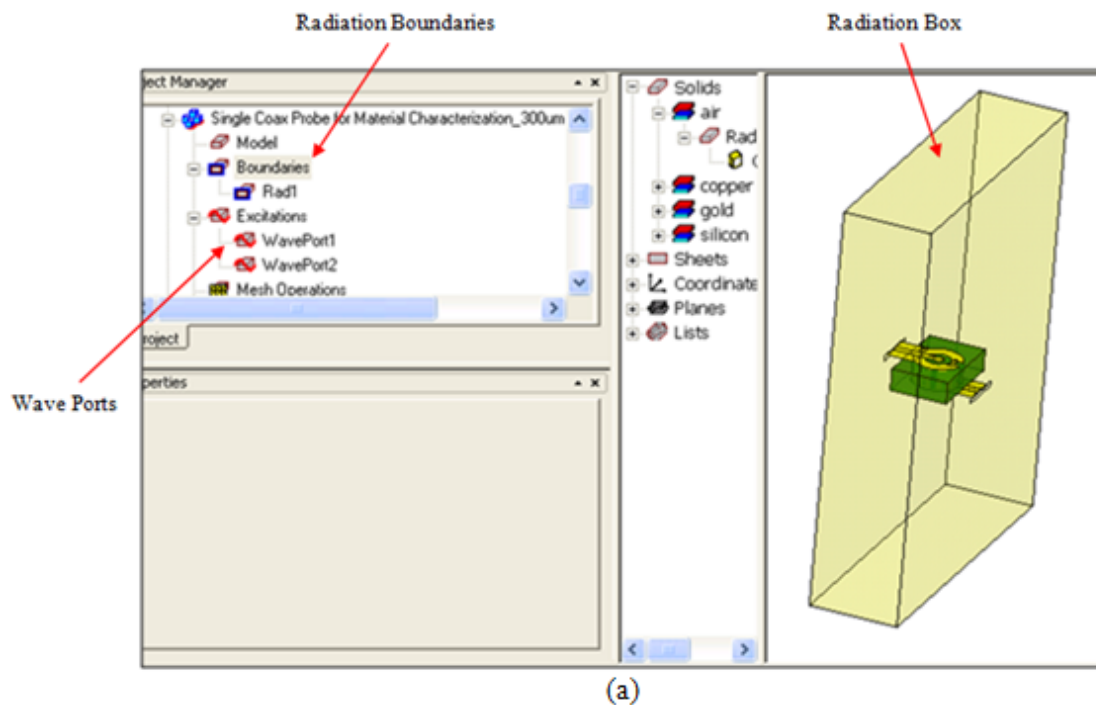 Radiation Boundaries
Radiation Box
ject Manager
Single Coax Probe for Material Characterization_300um
Model
Boundaries
Rad1
Excitations
WavePort1
WavePort2
Mesh Operations
roject
perties
Wave Ports
Solids
air
Rad
copper
gold
silicon
Sheets
Coordinate
Planes
Lists
(a)